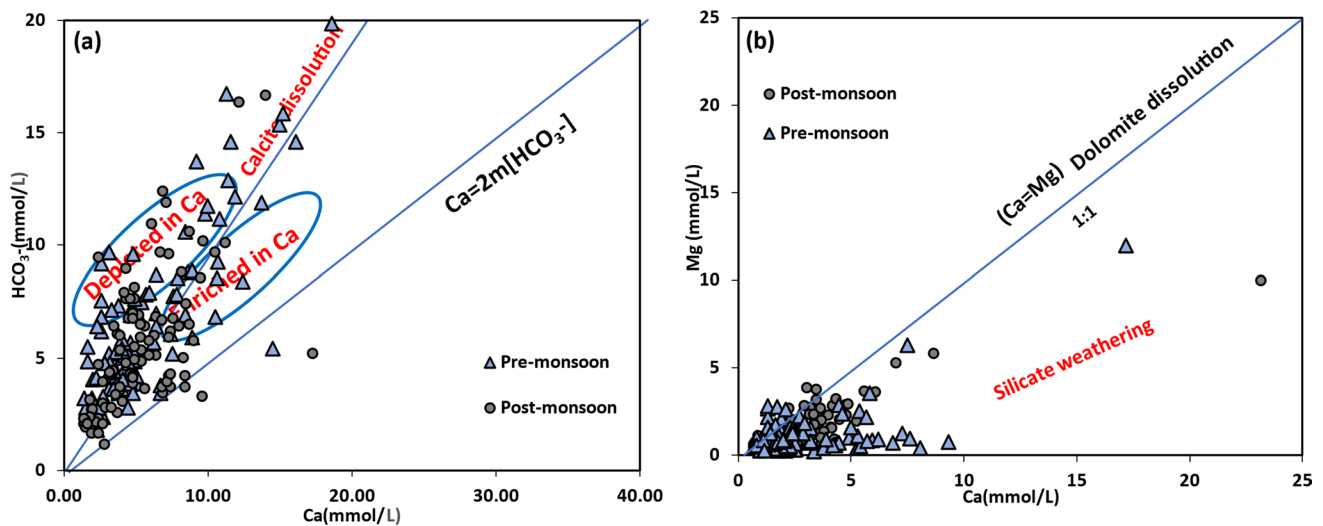 (a)
20
15
10
5
0
HCO₃-(mmol/L)
Calcite dissolution
Depleted in Ca
Enriched in Ca
Ca=2m[HCO₃-]
Pre-monsoon
Post-monsoon
0.00 10.00 20.00 30.00 40.00
Ca(mmol/L)
(b)
25
20
15
10
5
0
Mg (mmol/L)
Post-monsoon
Pre-monsoon
(Ca=Mg) Dolomite dissolution
1:1
Silicate weathering
0 5 10 15 20 25
Ca(mmol/L)